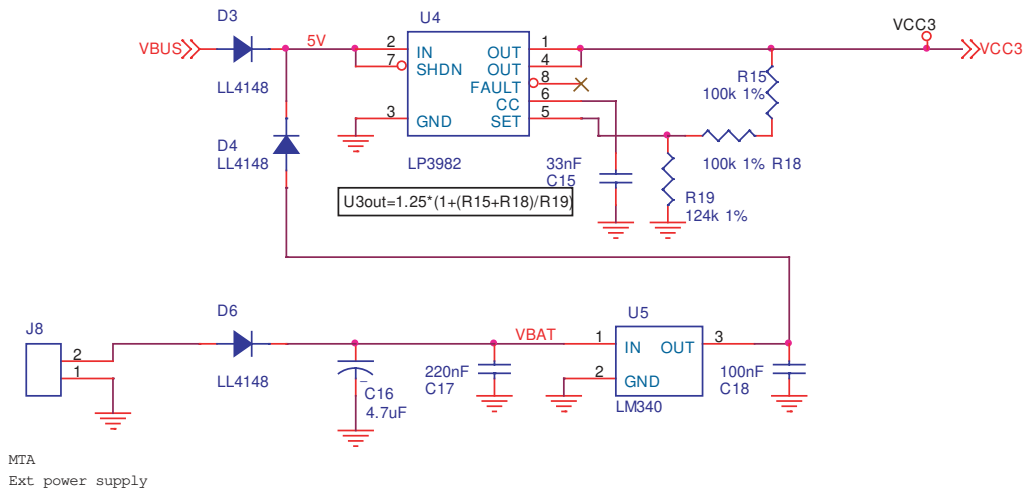 D3
VBUS
5V
LL4148
U4
2 IN OUT 1
7 SHDN OUT 4
FAULT 8
CC 6
3 GND SET 5
LP3982
VCC3
VCC3
R15
100k 1%
100k 1% R18
D4
LL4148
33nF
C15
R19
124k 1%
U3out=1.25*(1+(R15+R18)/R19)
J8
2
1
D6
LL4148
VBAT
C16
4.7uF
220nF
C17
U5
1 IN OUT 3
2 GND
LM340
100nF
C18
MTA
Ext power supply